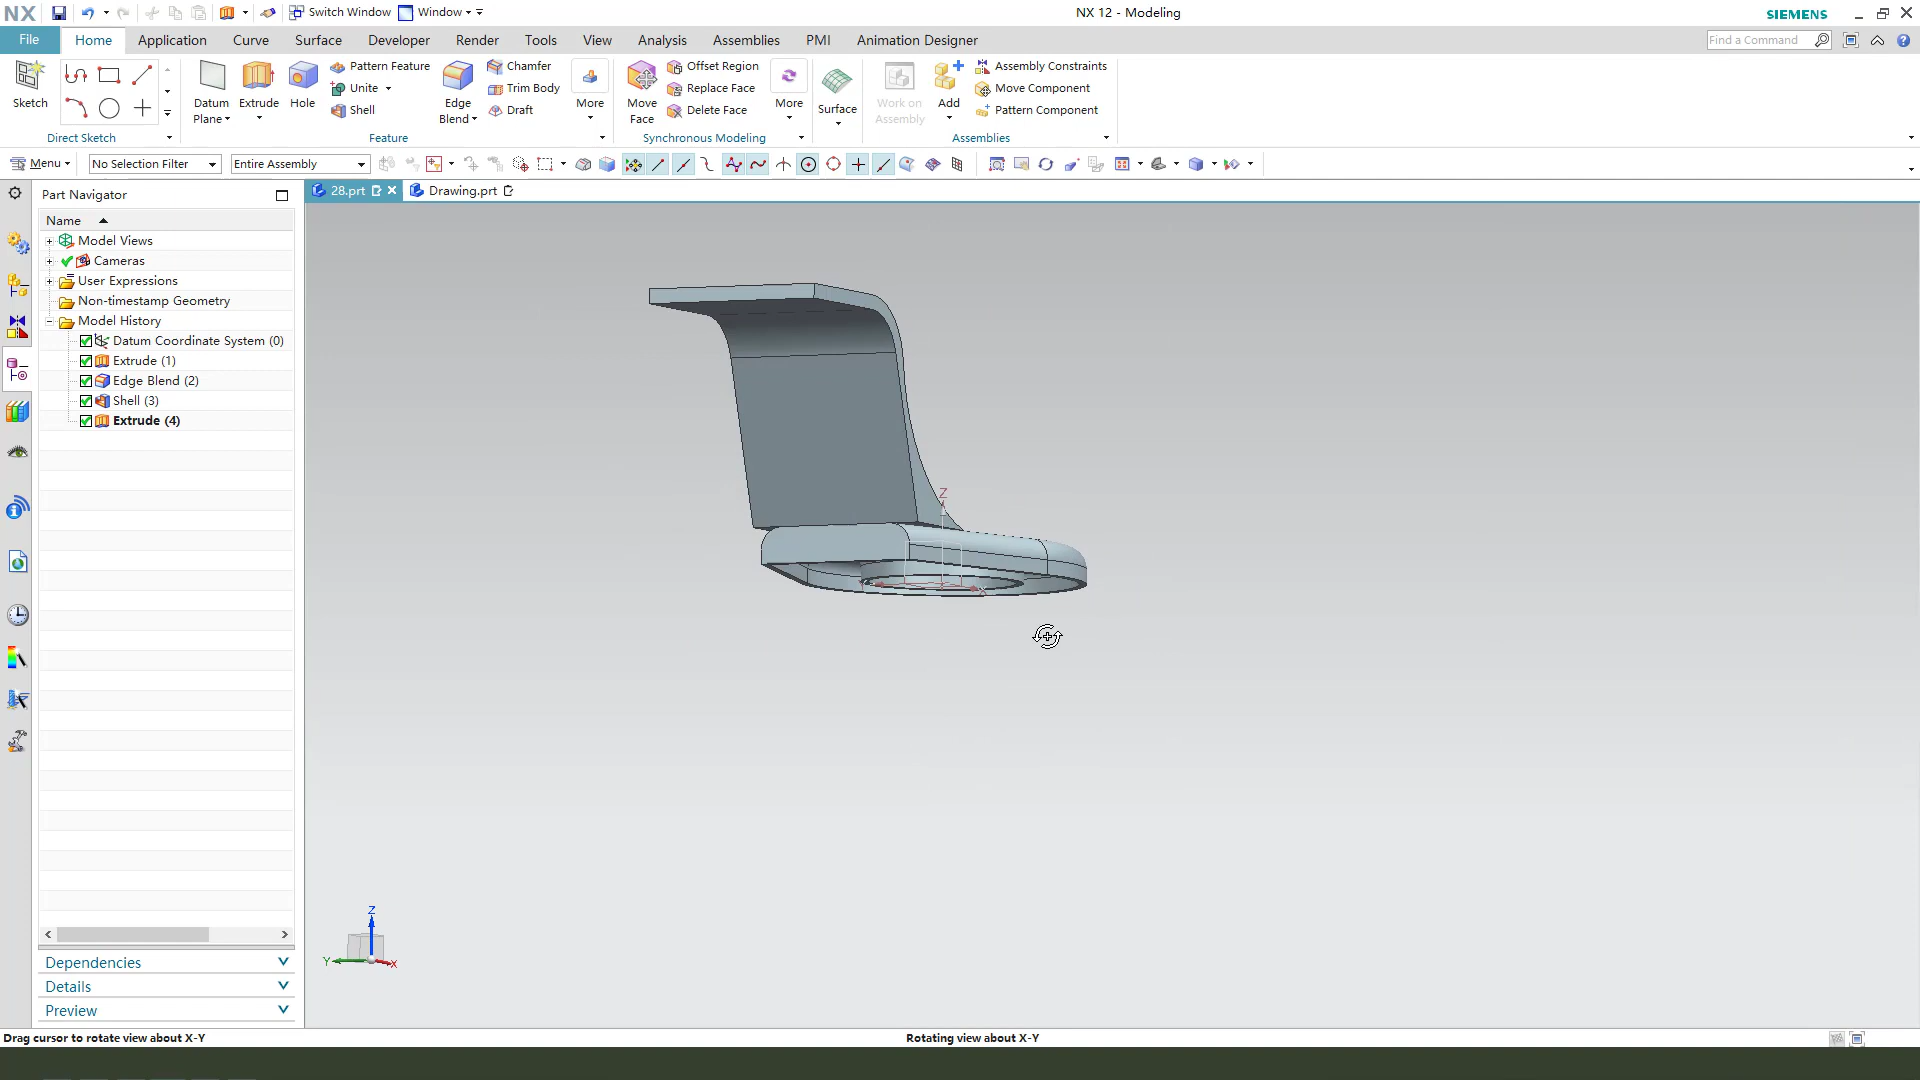 NX
Switch Window
Window
NX 12 - Modeling
SIEMENS
File
Home
Application
Curve
Surface
Developer
Render
Tools
View
Analysis
Assemblies
PMI
Animation Designer
Find a Command
Sketch
Direct Sketch
Datum
Plane
Extrude
Hole
Pattern Feature
Unite
Shell
Edge
Blend
Chamfer
Trim Body
Draft
More
Feature
Move
Face
Offset Region
Replace Face
Delete Face
More
Synchronous Modeling
Surface
Work on
Assembly
Add
Assembly Constraints
Move Component
Pattern Component
Assemblies
Menu
No Selection Filter
Entire Assembly
Part Navigator
28.prt
Drawing.prt
Name
Model Views
Cameras
User Expressions
Non-timestamp Geometry
Model History
Datum Coordinate System (0)
Extrude (1)
Edge Blend (2)
Shell (3)
Extrude (4)
Z
X
Z
Y
X
Dependencies
Details
Preview
Drag cursor to rotate view about X-Y
Rotating view about X-Y